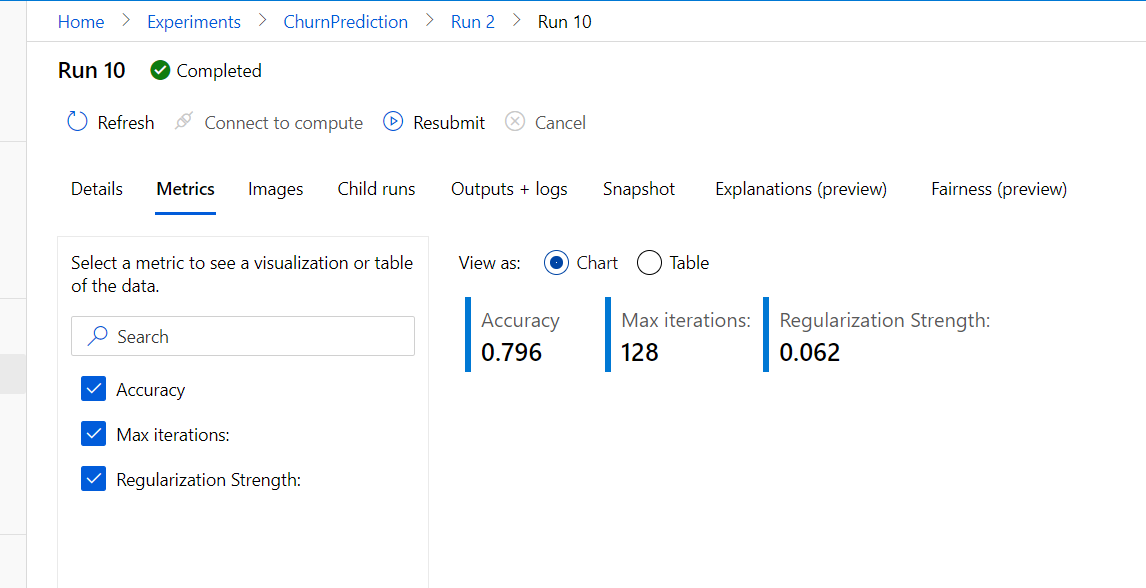 Home > Experiments > ChurnPrediction > Run 2 > Run 10
Run 10 Completed
Refresh Connect to compute Resubmit Cancel
Details Metrics Images Child runs Outputs + logs Snapshot Explanations (preview) Fairness (preview)
Select a metric to see a visualization or table
of the data.
Search
Accuracy
Max iterations:
Regularization Strength:
View as: Chart Table
Accuracy Max iterations: Regularization Strength:
0.796 128 0.062